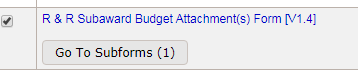 R & R Subaward Budget Attachment(s) Form [V1.4]
Go To Subforms (1)